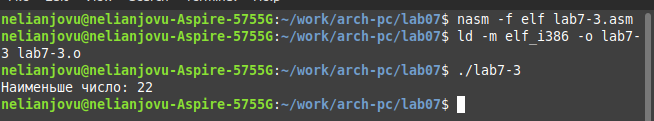 nelianjovu@nelianjovu-Aspire-5755G:~/work/arch-pc/lab07$ nasm -f elf lab7-3.asm
nelianjovu@nelianjovu-Aspire-5755G:~/work/arch-pc/lab07$ ld -m elf_i386 -o lab7-
3 lab7-3.o
nelianjovu@nelianjovu-Aspire-5755G:~/work/arch-pc/lab07$ ./lab7-3
Наименьше число: 22
nelianjovu@nelianjovu-Aspire-5755G:~/work/arch-pc/lab07$